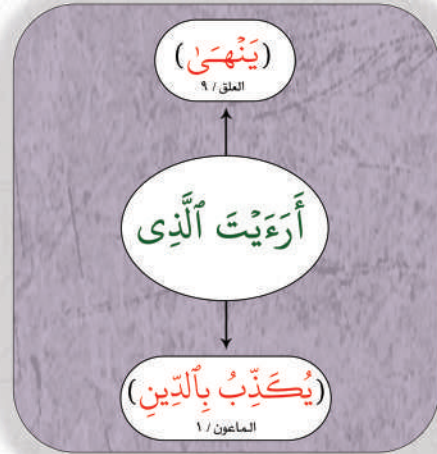 (يَنْهَىٰ)
العلق / ٩
أَرَءَيْتَ ٱلَّذِى
(يُكَذِّبُ بِٱلدِّينِ)
الماعون / ١